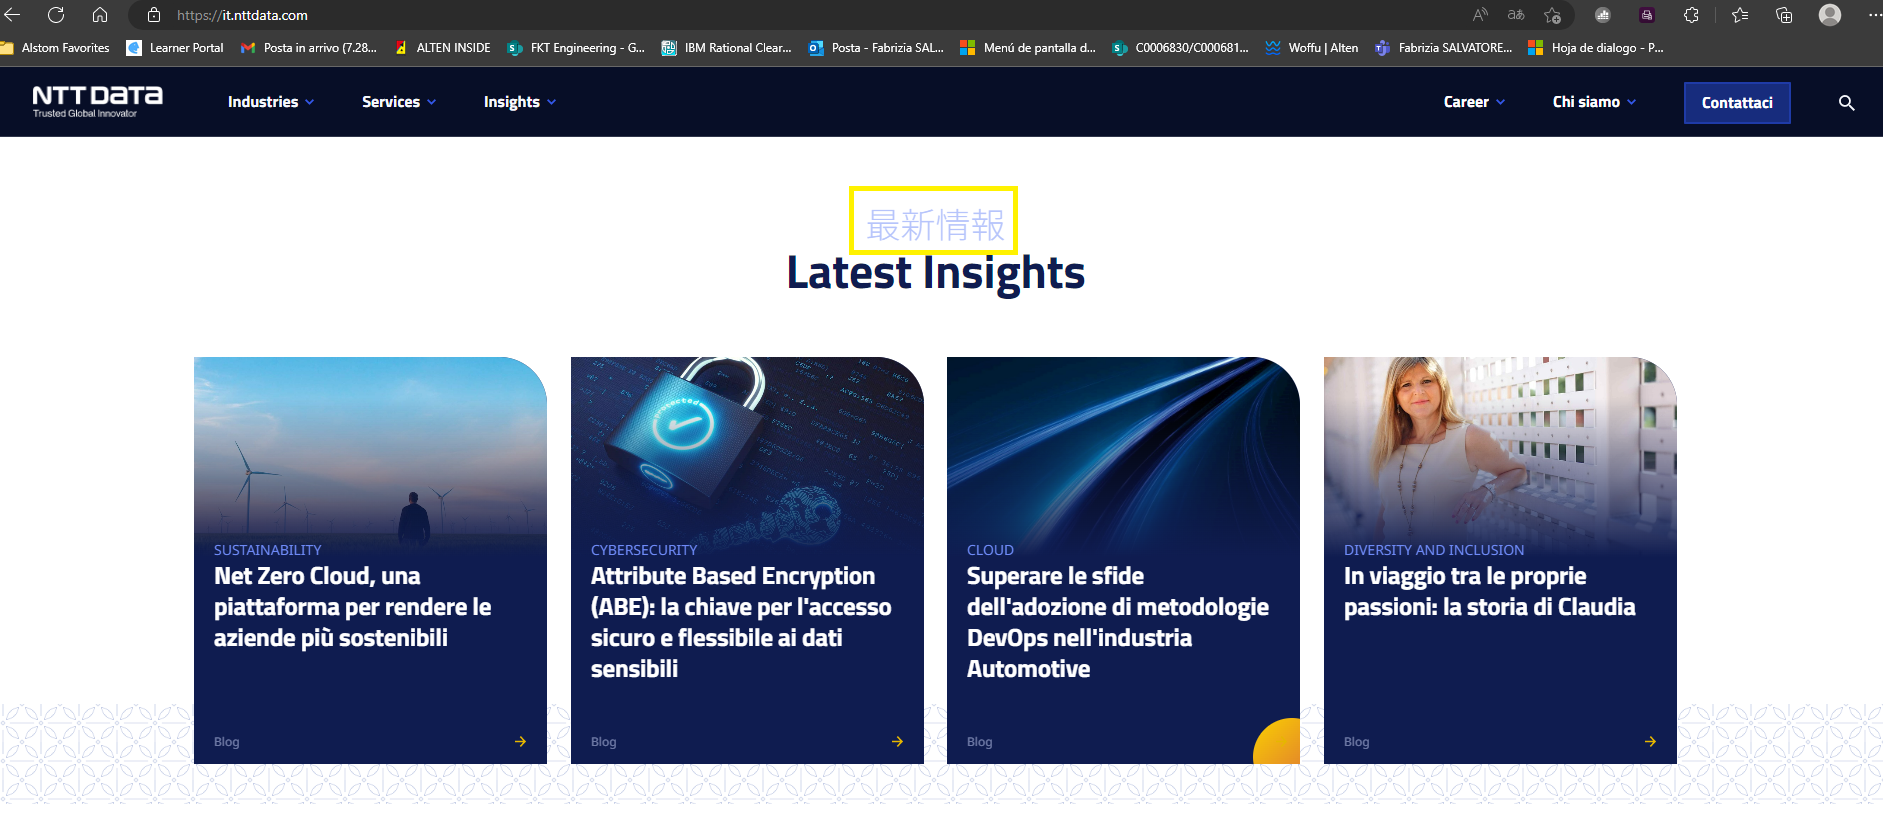 https://it.nttdata.com
Alstom Favorites
Learner Portal
Posta in arrivo (7.28...
ALTEN INSIDE
FKT Engineering - G...
IBM Rational Clear...
Posta - Fabrizia SAL...
Menú de pantalla d...
C0006830/C000681...
Woffu | Alten
Fabrizia SALVATORE...
Hoja de dialogo - P...
NTT DATA
Trusted Global Innovator
Industries
Services
Insights
Career
Chi siamo
Contattaci
最新情報
Latest Insights
SUSTAINABILITY
Net Zero Cloud, una
piattaforma per rendere le
aziende più sostenibili
Blog
Protected
CYBERSECURITY
Attribute Based Encryption
(ABE): la chiave per l'accesso
sicuro e flessibile ai dati
sensibili
Blog
CLOUD
Superare le sfide
dell'adozione di metodologie
DevOps nell'industria
Automotive
Blog
DIVERSITY AND INCLUSION
In viaggio tra le proprie
passioni: la storia di Claudia
Blog